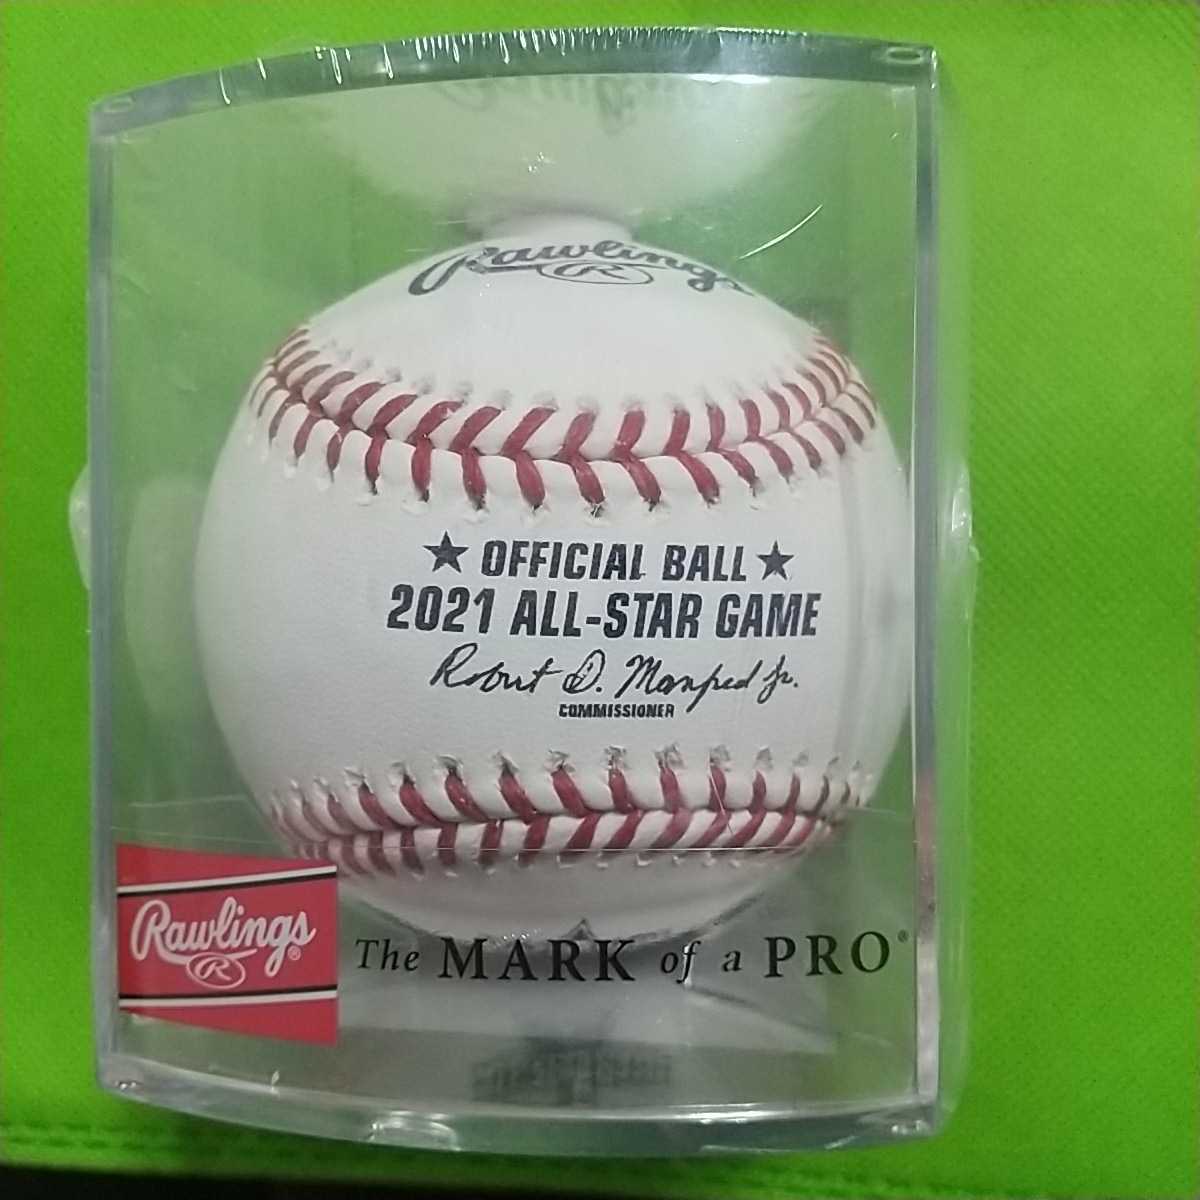 Rawlings
R
★ OFFICIAL BALL ★
2021 ALL-STAR GAME
Robert D. Manfred Jr.
COMMISSIONER
Rawlings®
R
The MARK of a PRO®